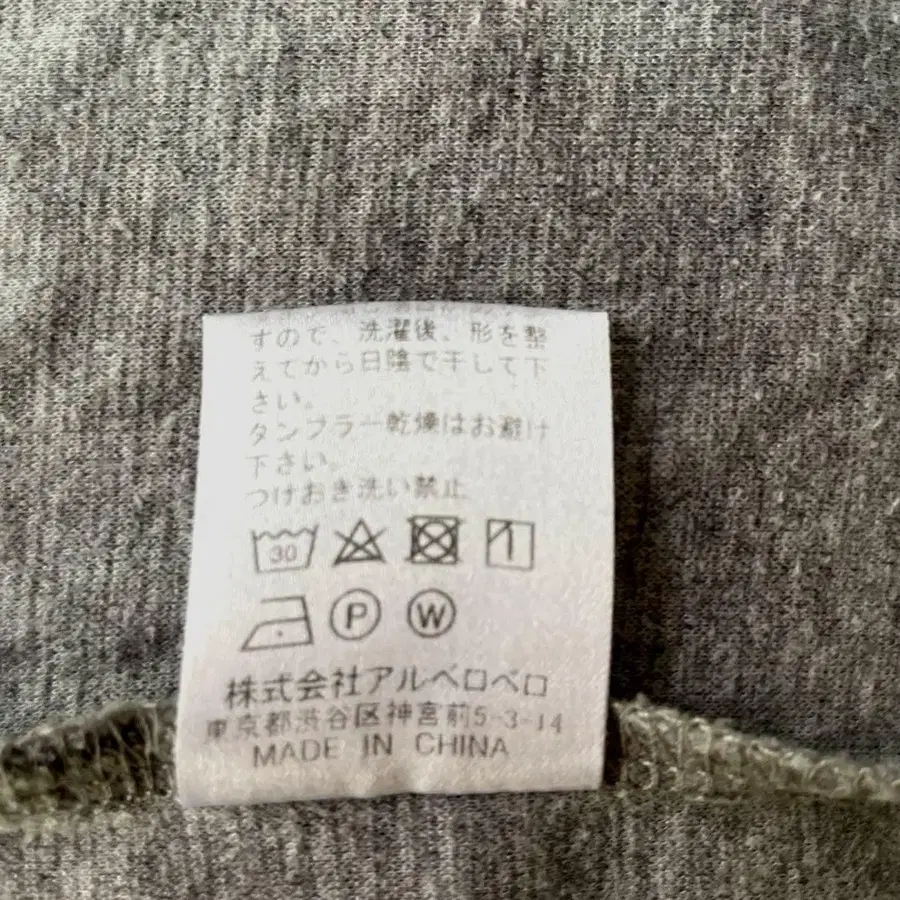 すので、洗濯後、形を整
えてから日陰で干して下
さい。
タンブラー乾燥はお避け
下さい。
つけおき洗い禁止
30
P W
株式会社アルベロベロ
東京都渋谷区神宮前5-3-14
MADE IN CHINA